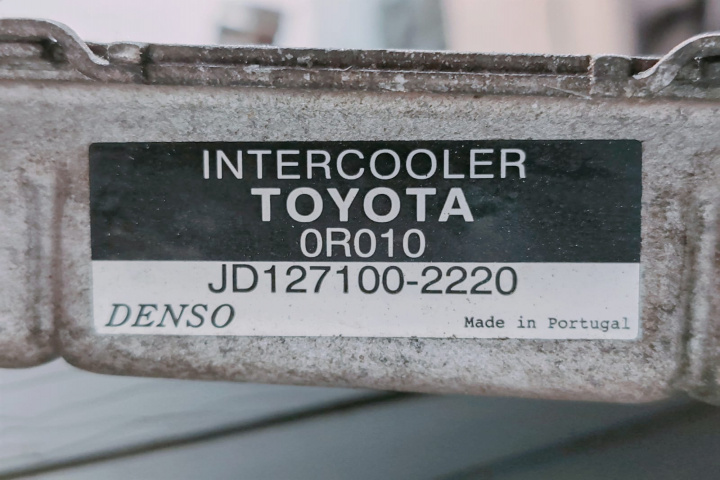 INTERCOOLER
TOYOTA
0R010
JD127100-2220
DENSO
Made in Portugal